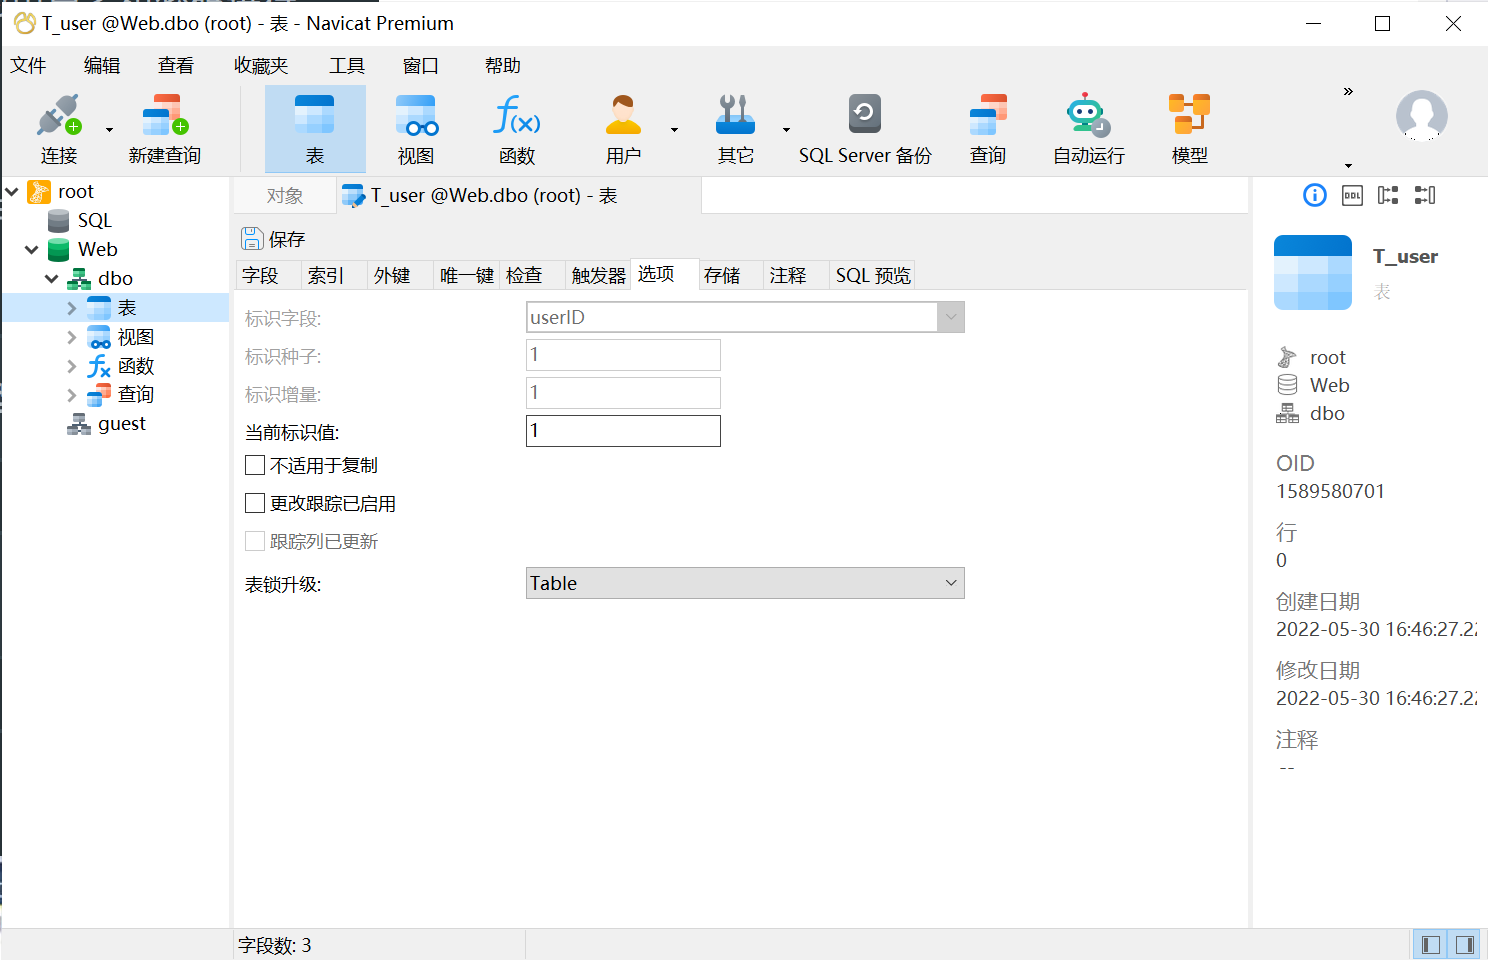 T_user @Web.dbo (root) - 表 - Navicat Premium
文件 编辑 查看 收藏夹 工具 窗口 帮助
连接 新建查询 表 视图 函数 用户 其它 SQL Server 备份 查询 自动运行 模型
root
SQL
Web
dbo
表
视图
函数
查询
guest
对象 T_user @Web.dbo (root) - 表
保存
字段 索引 外键 唯一键 检查 触发器 选项 存储 注释 SQL 预览
标识字段: userID
标识种子: 1
标识增量: 1
当前标识值: 1
不适用于复制
更改跟踪已启用
跟踪列已更新
表锁升级: Table
DDL
T_user
表
root
Web
dbo
OID
1589580701
行
0
创建日期
2022-05-30 16:46:27.22
修改日期
2022-05-30 16:46:27.22
注释
--
字段数: 3